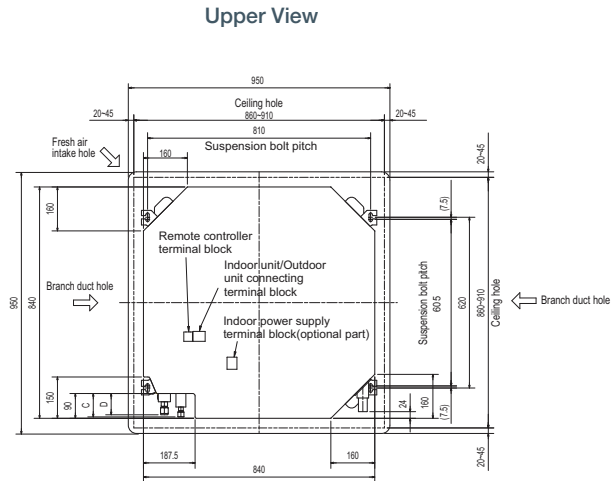 Upper View
950
Ceiling hole
20~45
860~910
20~45
810
Suspension bolt pitch
Fresh air
intake hole
160
20~45
160
(7.5)
Remote controller
terminal block
Indoor unit/Outdoor
unit connecting
terminal block
Indoor power supply
terminal block(optional part)
Branch duct hole
950
840
Suspension bolt pitch
605
620
860~910
Ceiling hole
Branch duct hole
150
90
C
D
24
160
(7.5)
187.5
160
20~45
840